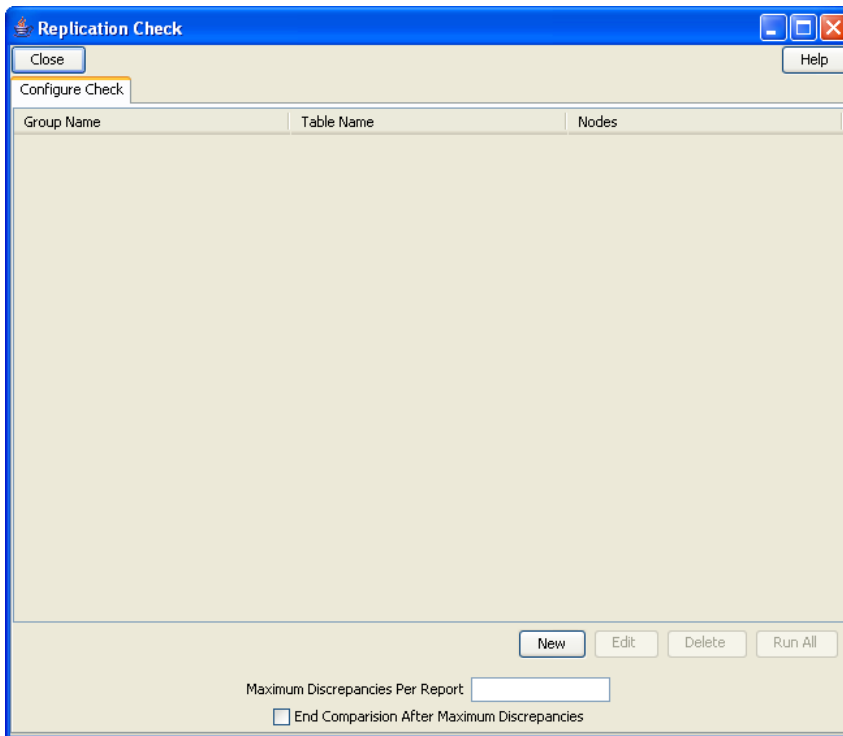 Replication Check
Close Help
Configure Check
Group Name Table Name Nodes
New Edit Delete Run All
Maximum Discrepancies Per Report
End Comparision After Maximum Discrepancies